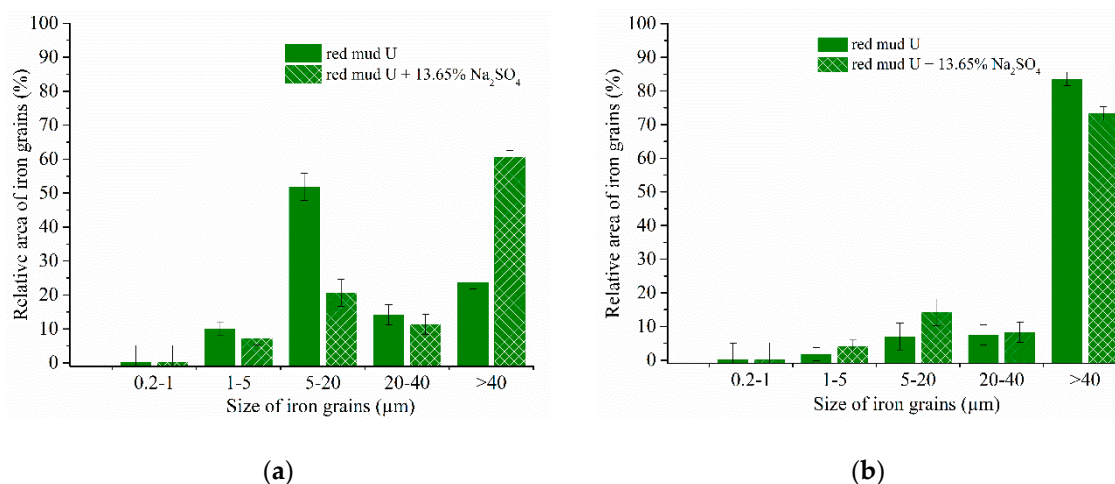 100
90
80
70
60
50
40
30
20
10
0
Relative area of iron grains (%)
red mud U
red mud U + 13.65% Na₂SO₄
0.2-1 1-5 5-20 20-40 >40
Size of iron grains (µm)
(a)
100
90
80
70
60
50
40
30
20
10
0
Relative area of iron grains (%)
red mud U
red mud U − 13.65% Na₂SO₄
0.2-1 1-5 5-20 20-40 >40
Size of iron grains (µm)
(b)